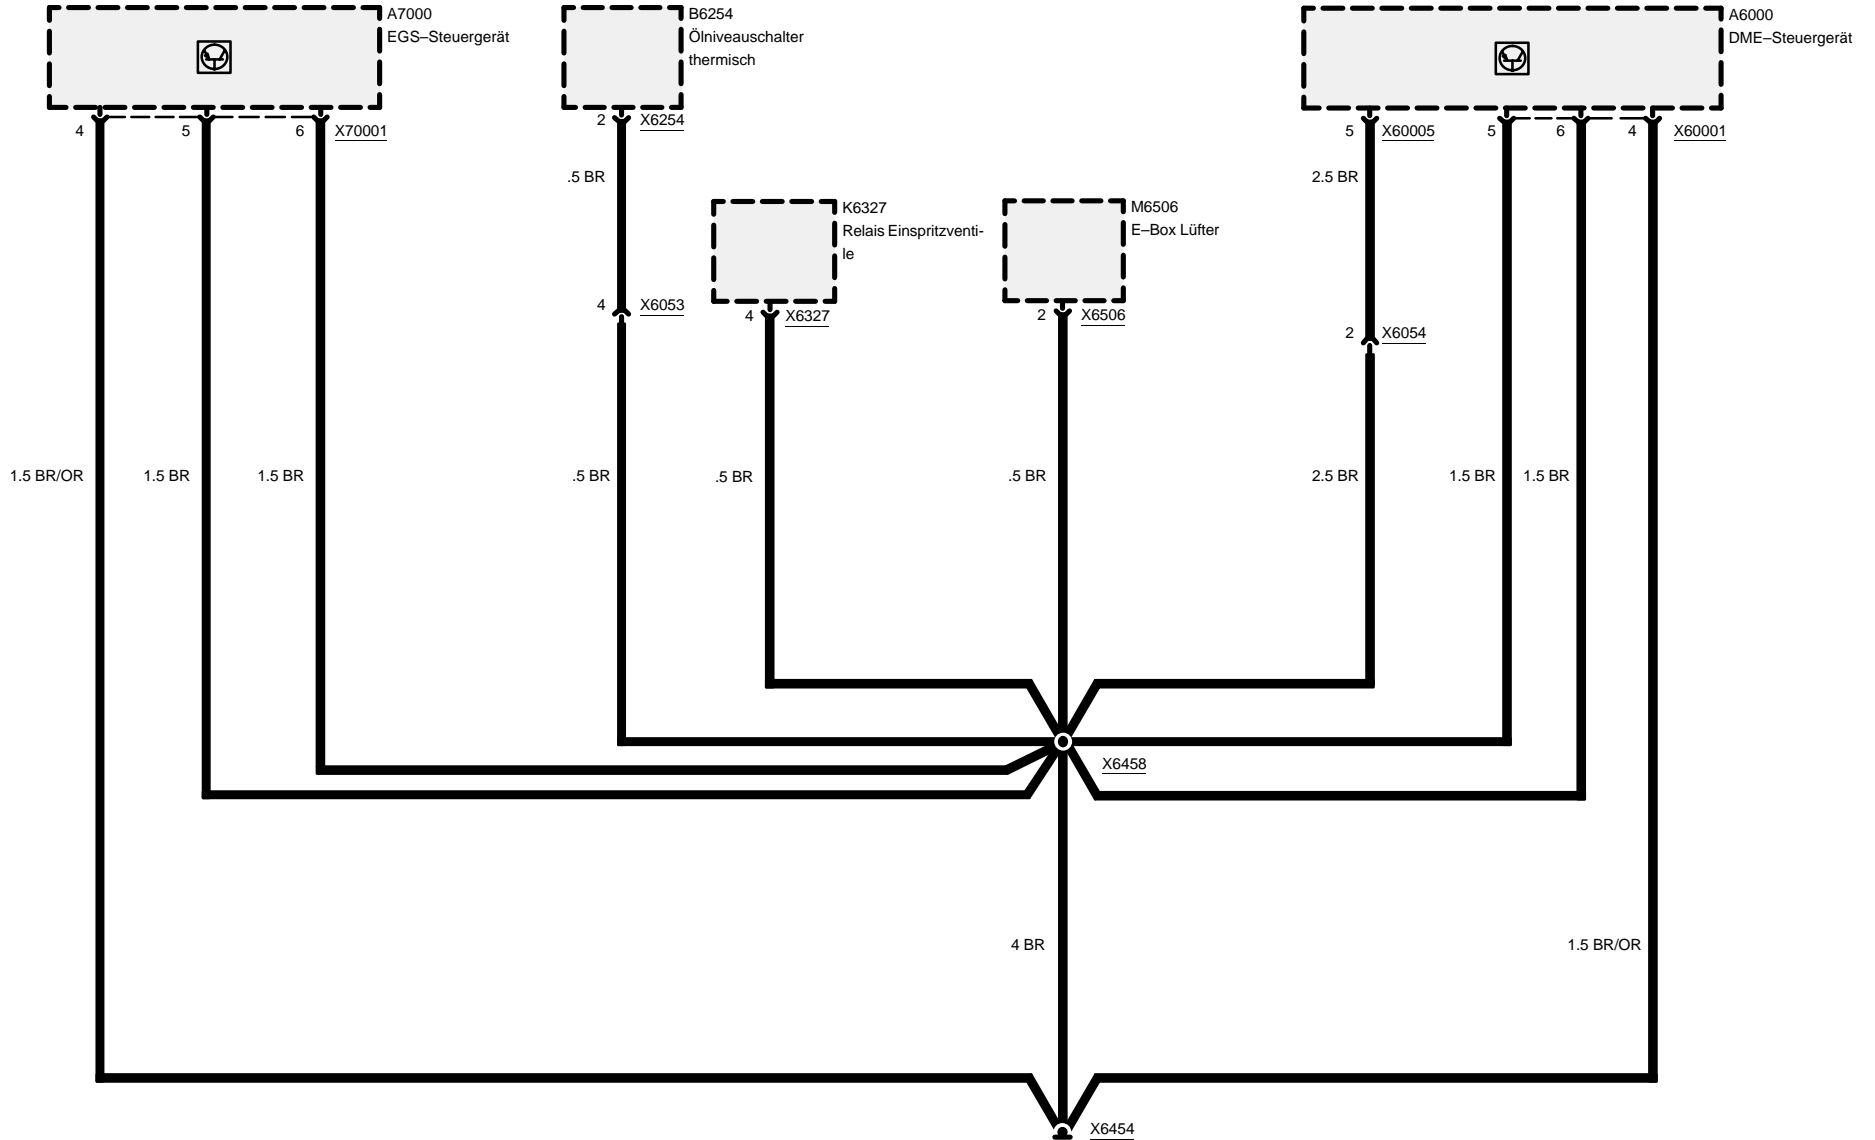 A7000
EGS–Steuergerät
B6254
Ölniveauschalter
thermisch
A6000
DME–Steuergerät
4
5
6
X70001
2
X6254
5
X60005
5
6
4
X60001
.5 BR
2.5 BR
K6327
Relais Einspritzventi-
le
M6506
E–Box Lüfter
4
X6053
4
X6327
2
X6506
2
X6054
1.5 BR/OR
1.5 BR
1.5 BR
.5 BR
.5 BR
.5 BR
2.5 BR
1.5 BR
1.5 BR
X6458
4 BR
1.5 BR/OR
X6454